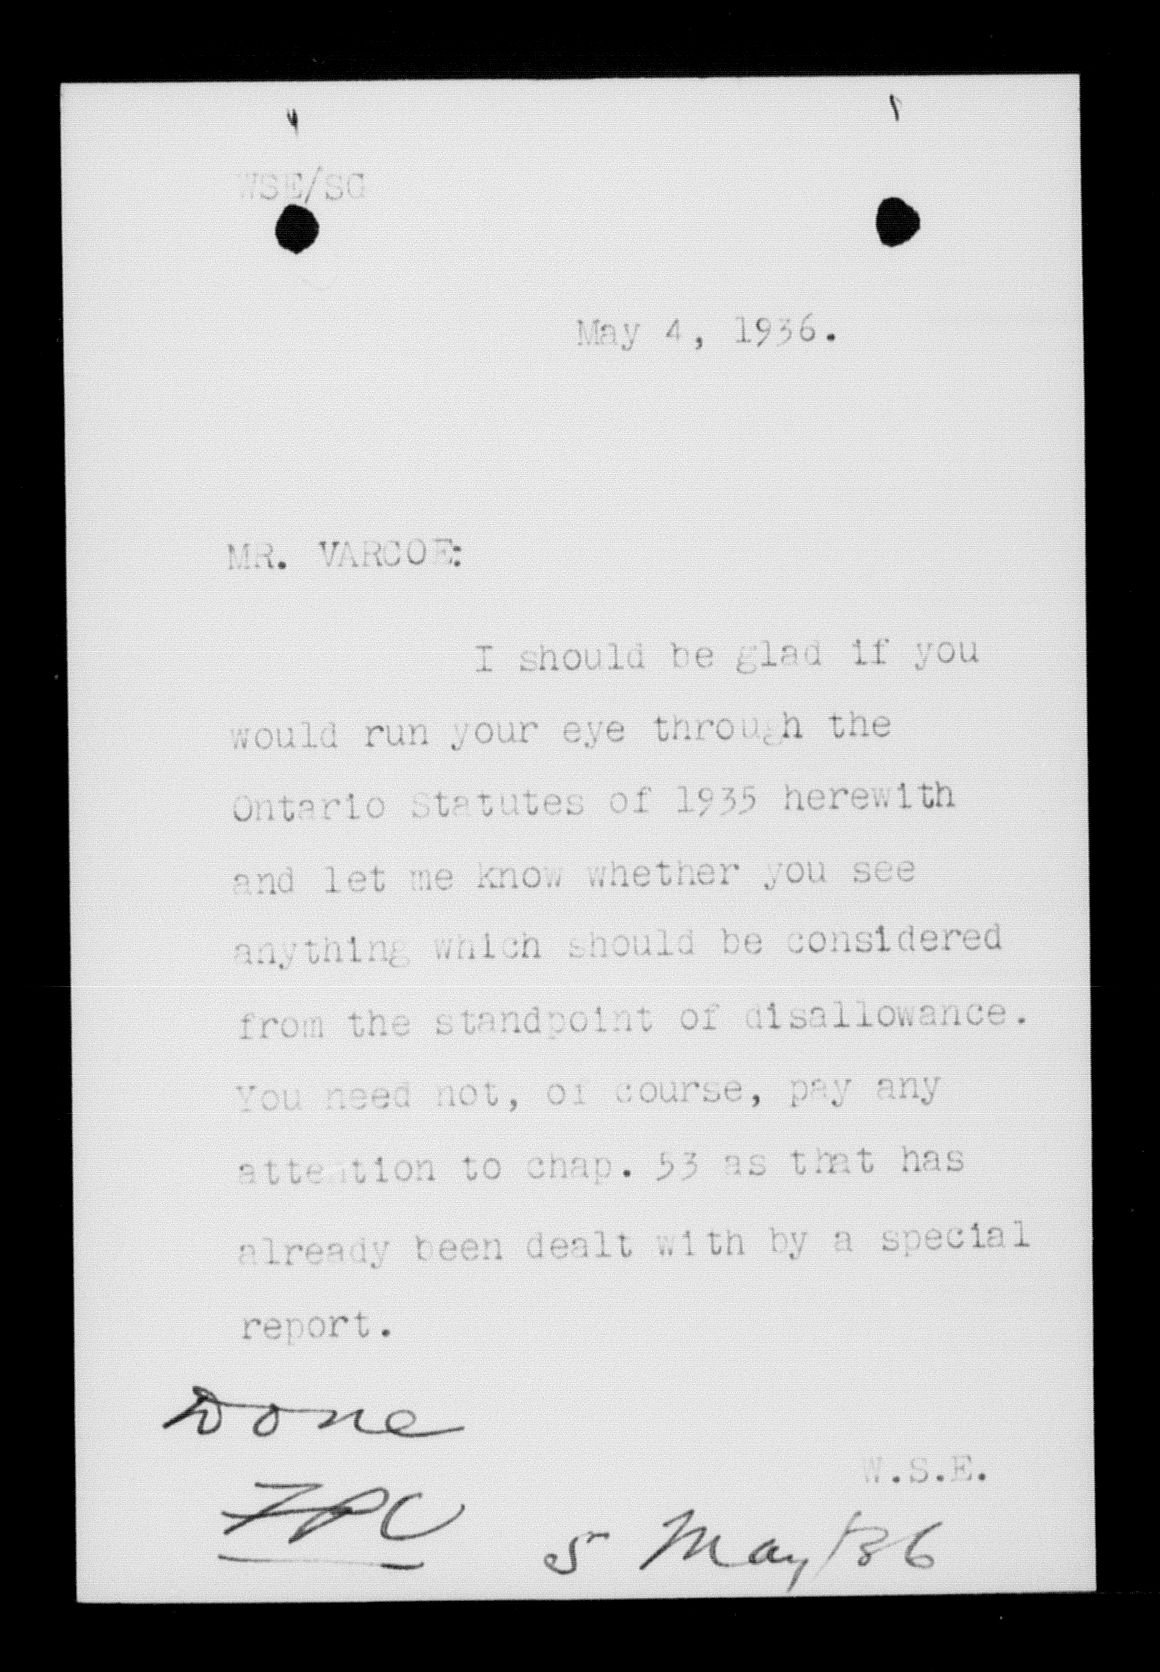 WSE/SG
May 4, 1936.
MR. VARCOE:
I should be glad if you
would run your eye through the
Ontario Statutes of 1935 herewith
and let me know whether you see
anything which should be considered
from the standpoint of disallowance.
You need not, of course, pay any
attention to chap. 53 as that has
already been dealt with by a special
report.
Done
W.S.E.
5 May/36